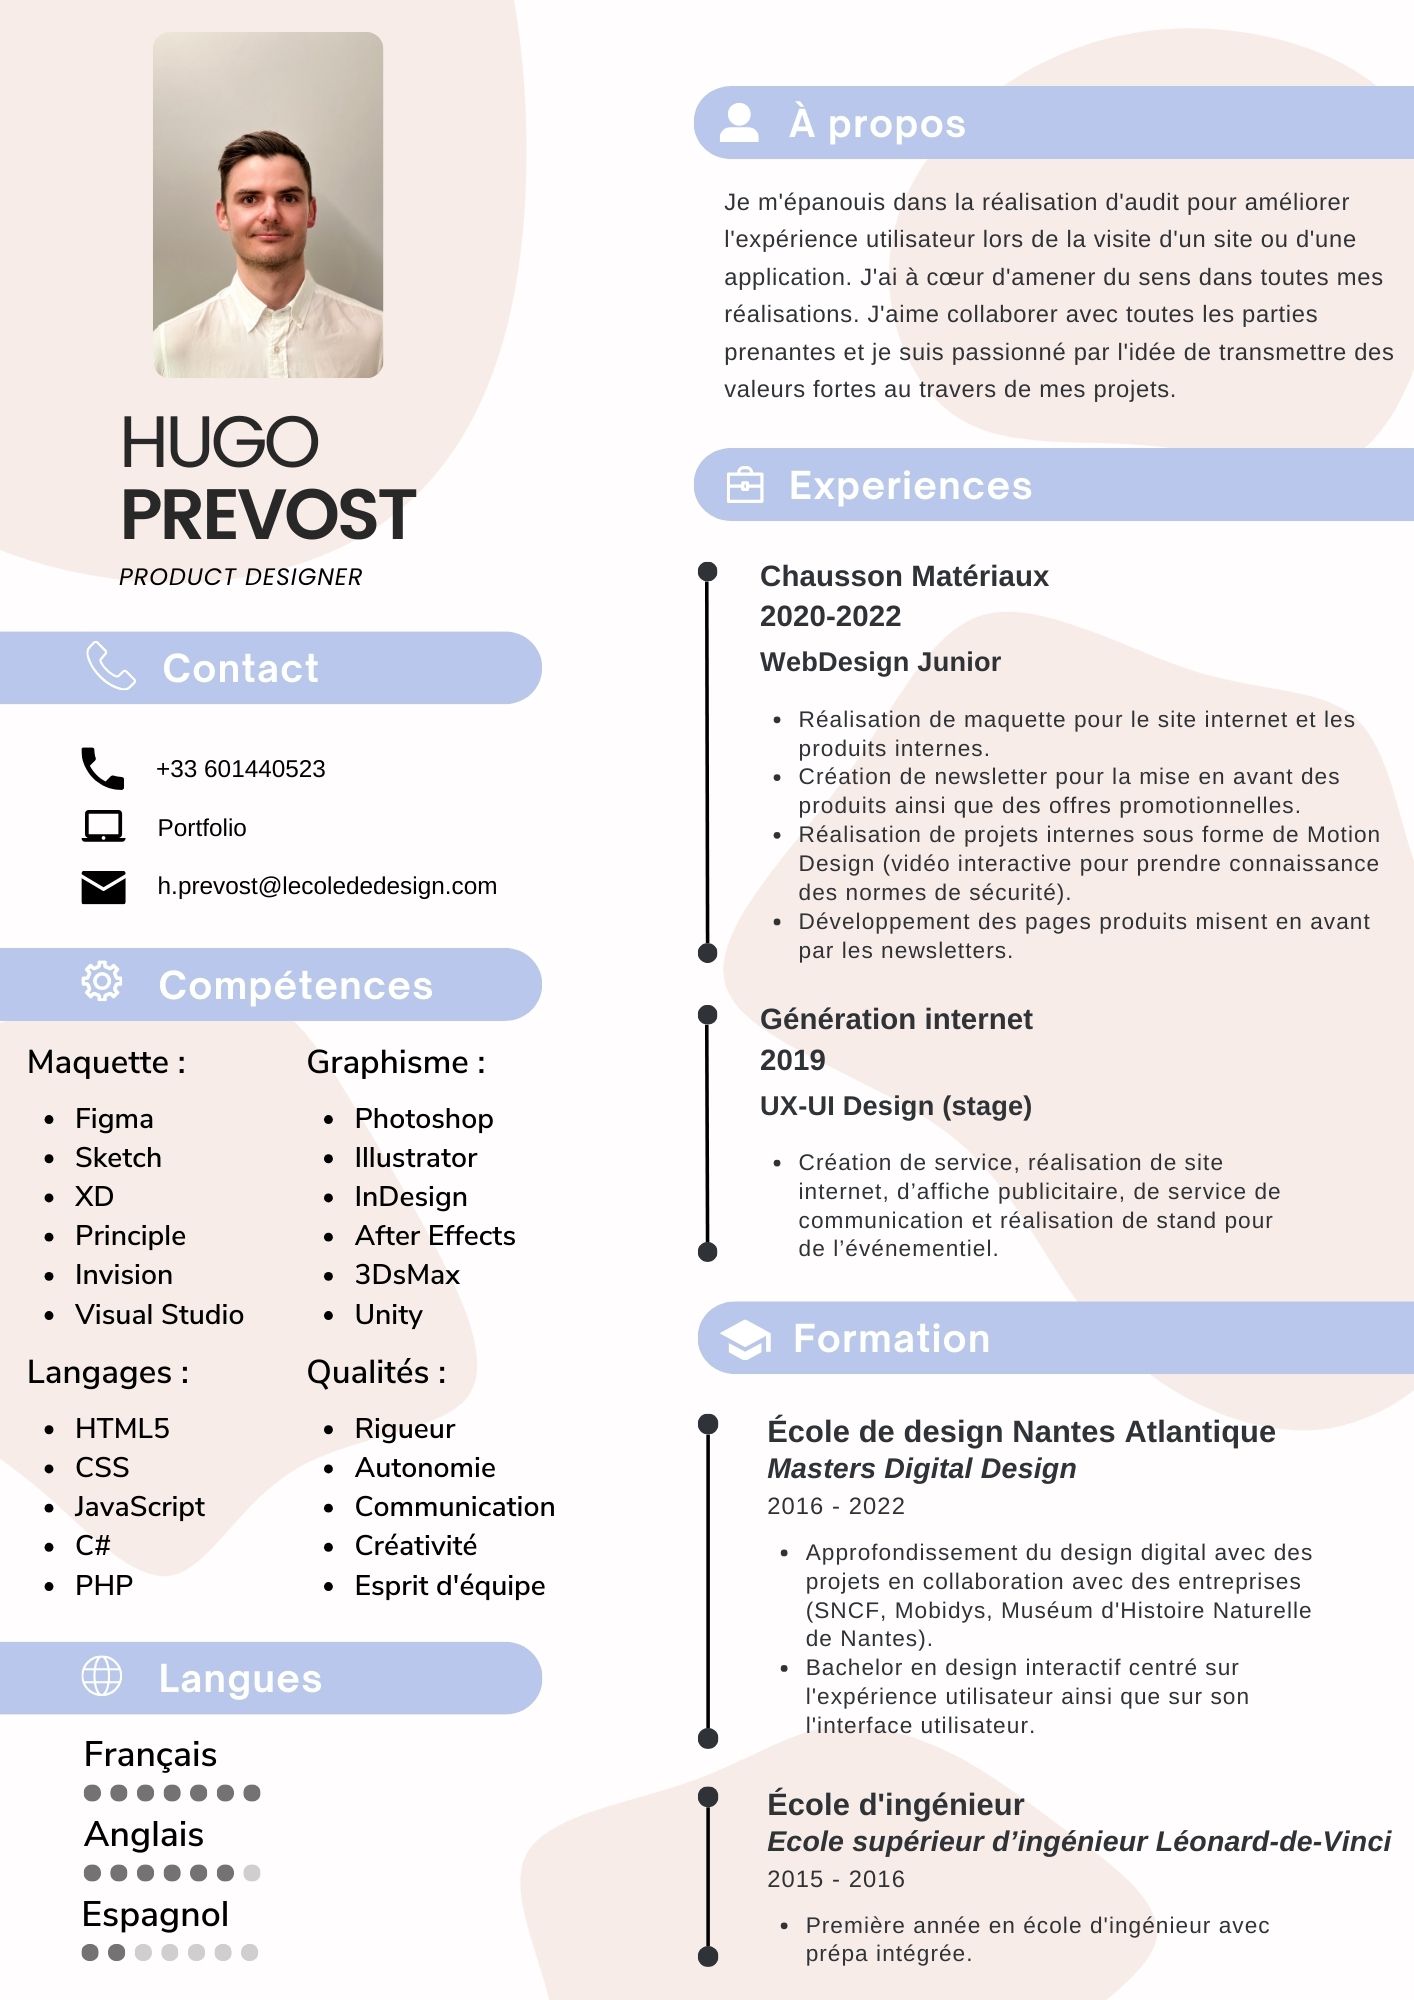 HUGO
PREVOST
PRODUCT DESIGNER
Contact
+33 601440523
Portfolio
h.prevost@lecolededesign.com
Compétences
Maquette :
Figma
Sketch
XD
Principle
Invision
Visual Studio
Graphisme :
Photoshop
Illustrator
InDesign
After Effects
3DsMax
Unity
Langages :
HTML5
CSS
JavaScript
C#
PHP
Qualités :
Rigueur
Autonomie
Communication
Créativité
Esprit d'équipe
Langues
Français
Anglais
Espagnol
À propos
Je m'épanouis dans la réalisation d'audit pour améliorer
l'expérience utilisateur lors de la visite d'un site ou d'une
application. J'ai à cœur d'amener du sens dans toutes mes
réalisations. J'aime collaborer avec toutes les parties
prenantes et je suis passionné par l'idée de transmettre des
valeurs fortes au travers de mes projets.
Experiences
Chausson Matériaux
2020-2022
WebDesign Junior
Réalisation de maquette pour le site internet et les
produits internes.
Création de newsletter pour la mise en avant des
produits ainsi que des offres promotionnelles.
Réalisation de projets internes sous forme de Motion
Design (vidéo interactive pour prendre connaissance
des normes de sécurité).
Développement des pages produits misent en avant
par les newsletters.
Génération internet
2019
UX-UI Design (stage)
Création de service, réalisation de site
internet, d’affiche publicitaire, de service de
communication et réalisation de stand pour
de l’événementiel.
Formation
École de design Nantes Atlantique
Masters Digital Design
2016 - 2022
Approfondissement du design digital avec des
projets en collaboration avec des entreprises
(SNCF, Mobidys, Muséum d'Histoire Naturelle
de Nantes).
Bachelor en design interactif centré sur
l'expérience utilisateur ainsi que sur son
l'interface utilisateur.
École d'ingénieur
Ecole supérieur d’ingénieur Léonard-de-Vinci
2015 - 2016
Première année en école d'ingénieur avec
prépa intégrée.